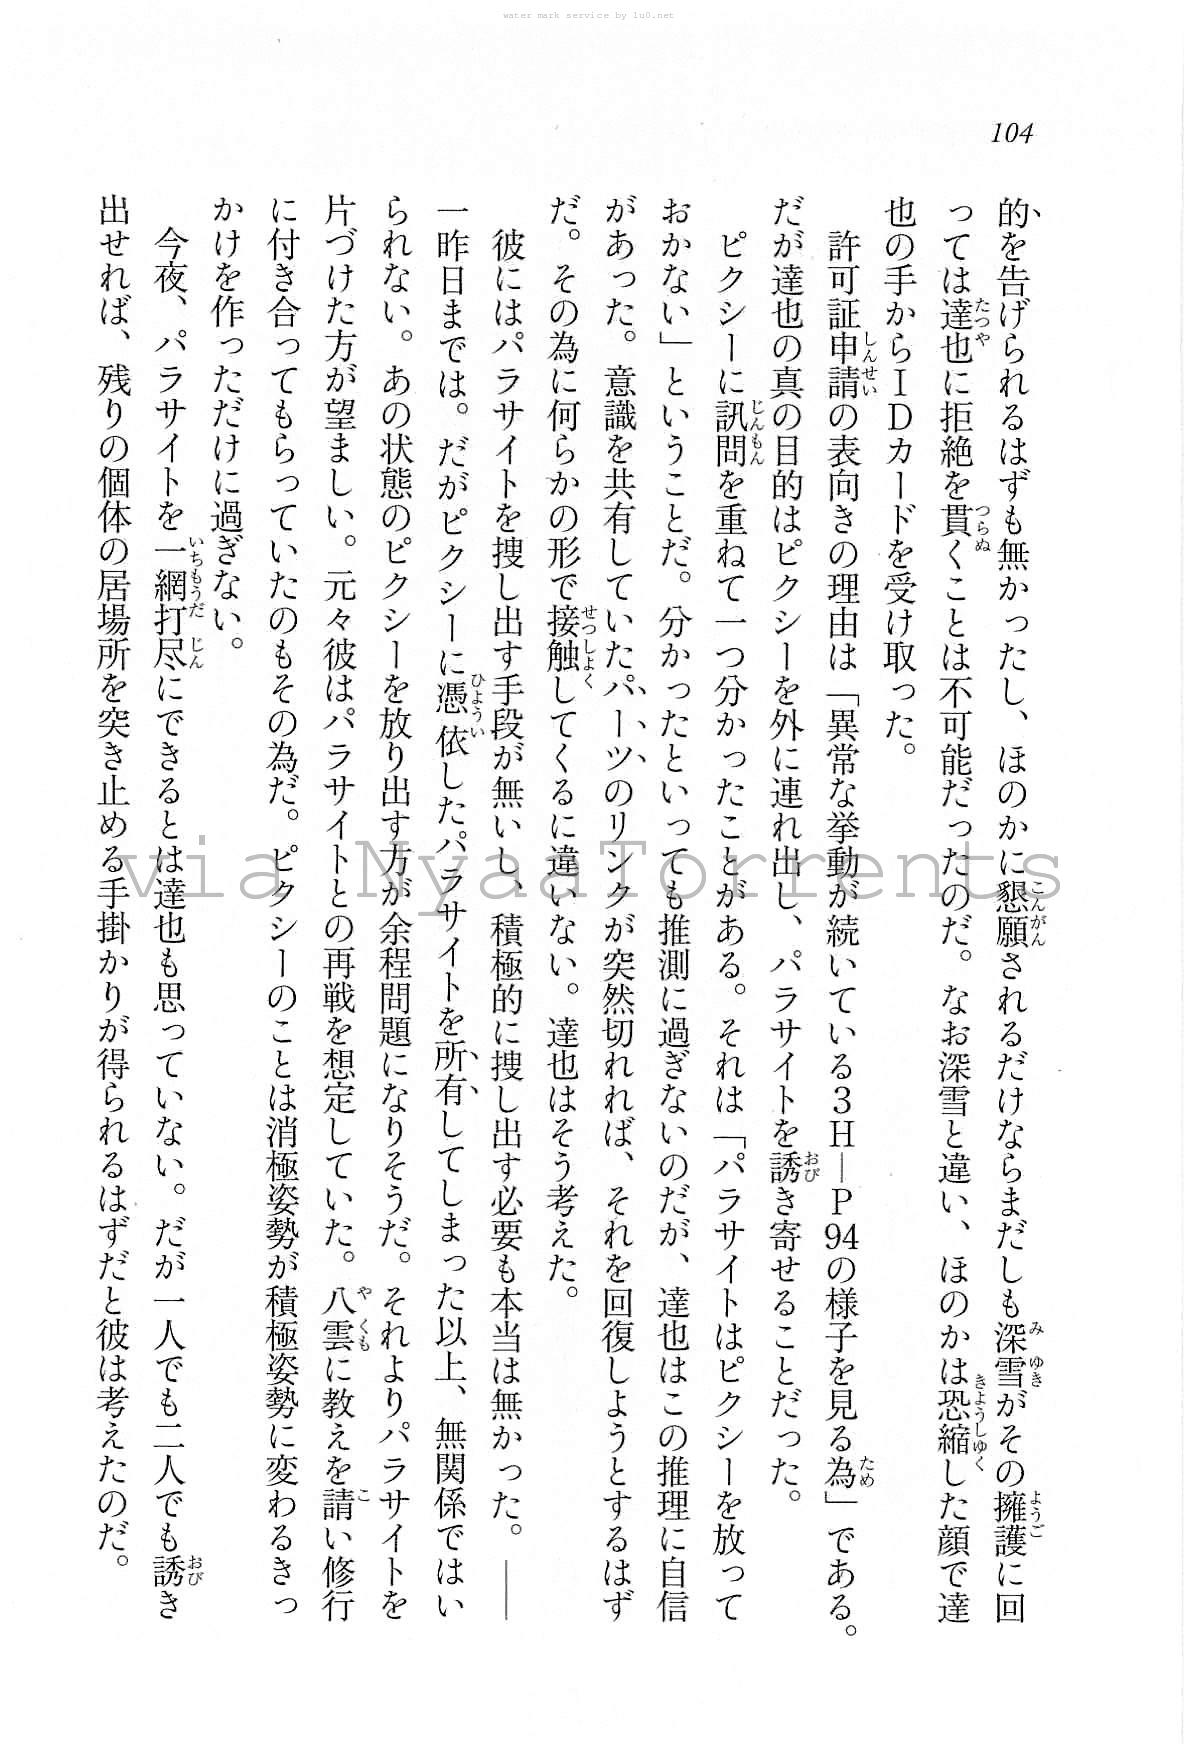 water mark service by lu0.net
104
的を告げられるはずも無かったし、ほのかに懇願されるだけならまだしも深雪がその擁護に回
っては達也に拒絶を貫くことは不可能だったのだ。なお深雪と違い、ほのかは恐縮した顔で達
也の手からIDカードを受け取った。
許可証申請の表向きの理由は「異常な挙動が続いている3H―P94の様子を見る為」である。
だが達也の真の目的はピクシーを外に連れ出し、パラサイトを誘き寄せることだった。
ピクシーに訊問を重ねて一つ分かったことがある。それは「パラサイトはピクシーを放って
おかない」ということだ。分かったといっても推測に過ぎないのだが、達也はこの推理に自信
があった。意識を共有していたパーツのリンクが突然切れれば、それを回復しようとするはず
だ。その為に何らかの形で接触してくるに違いない。達也はそう考えた。
彼にはパラサイトを捜し出す手段が無いし、積極的に捜し出す必要も本当は無かった。――
一昨日までは。だがピクシーに憑依したパラサイトを所有してしまった以上、無関係ではい
られない。あの状態のピクシーを放り出す方が余程問題になりそうだ。それよりパラサイトを
片づけた方が望ましい。元々彼はパラサイトとの再戦を想定していた。八雲に教えを請い修行
に付き合ってもらっていたのもその為だ。ピクシーのことは消極姿勢が積極姿勢に変わるきっ
かけを作っただけに過ぎない。
今夜、パラサイトを一網打尽にできるとは達也も思っていない。だが一人でも二人でも誘き
出せれば、残りの個体の居場所を突き止める手掛かりが得られるはずだと彼は考えたのだ。
via NyaaTorrents